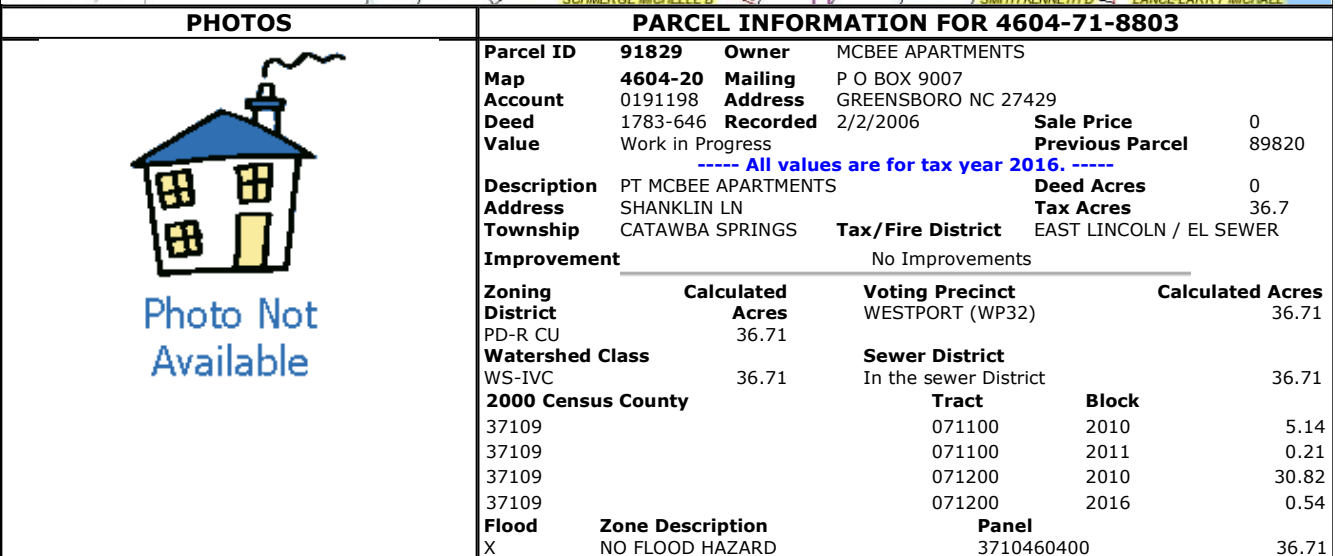 PHOTOS
Photo Not
Available
PARCEL INFORMATION FOR 4604-71-8803
Parcel ID 91829 Owner MCBEE APARTMENTS
Map 4604-20 Mailing P O BOX 9007
Account 0191198 Address GREENSBORO NC 27429
Deed 1783-646 Recorded 2/2/2006 Sale Price 0
Value Work in Progress Previous Parcel 89820
----- All values are for tax year 2016. -----
Description PT MCBEE APARTMENTS Deed Acres 0
Address SHANKLIN LN Tax Acres 36.7
Township CATAWBA SPRINGS Tax/Fire District EAST LINCOLN / EL SEWER
Improvement No Improvements
Zoning Calculated Voting Precinct Calculated Acres
District Acres WESTPORT (WP32) 36.71
PD-R CU 36.71
Watershed Class Sewer District
WS-IVC 36.71 In the sewer District 36.71
2000 Census County Tract Block
37109 071100 2010 5.14
37109 071100 2011 0.21
37109 071200 2010 30.82
37109 071200 2016 0.54
Flood Zone Description Panel
X NO FLOOD HAZARD 3710460400 36.71